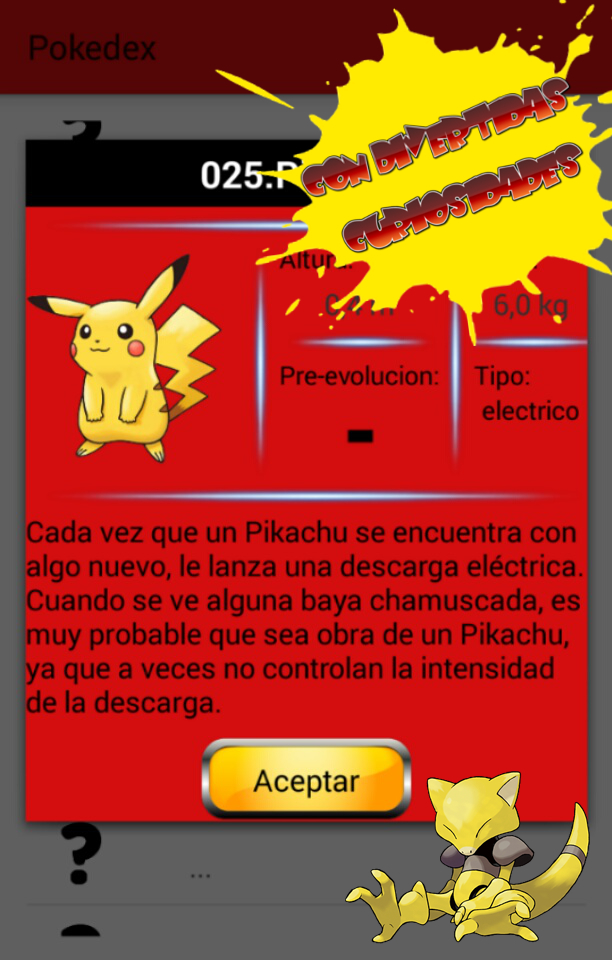 Pokedex
CON DIVERTIDAS
CURIOSIDADES
?
025.P
Altura:
6,0 kg
Pre-evolucion:
Tipo:
-
electrico
Cada vez que un Pikachu se encuentra con
algo nuevo, le lanza una descarga eléctrica.
Cuando se ve alguna baya chamuscada, es
muy probable que sea obra de un Pikachu,
ya que a veces no controlan la intensidad
de la descarga.
Aceptar
?
...